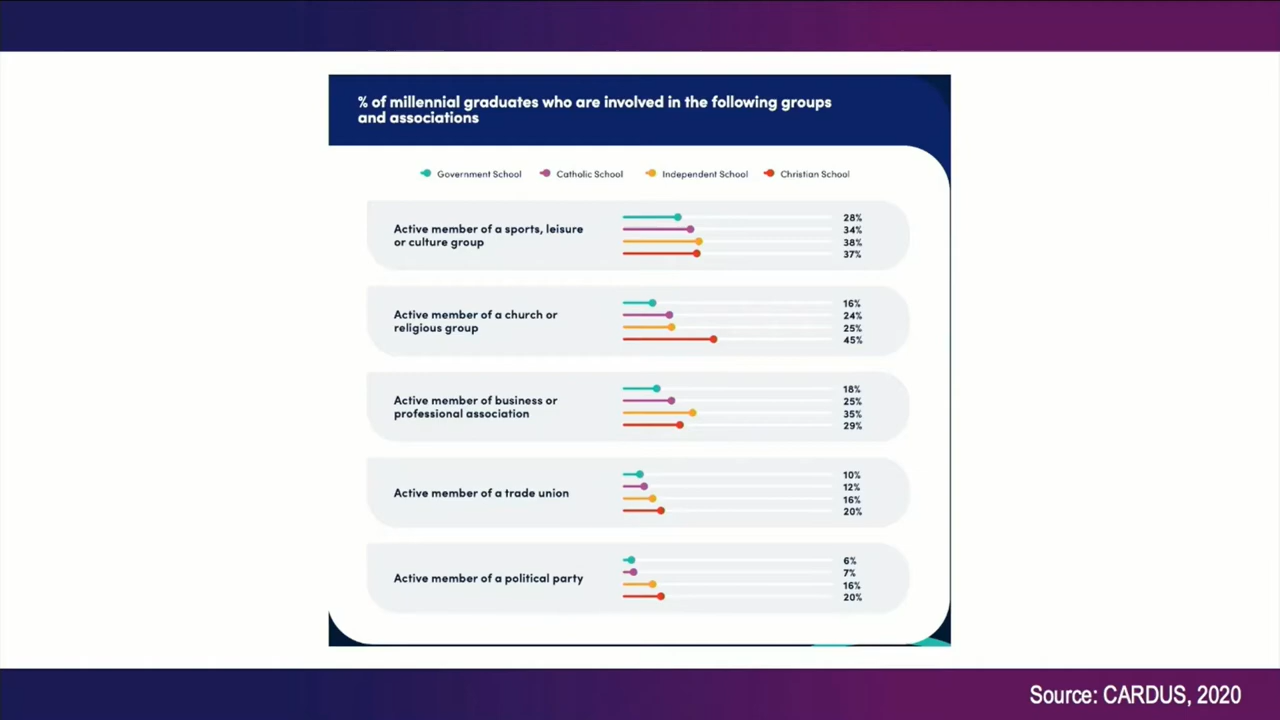 % of millennial graduates who are involved in the following groups
and associations
Government School Catholic School Independent School Christian School
Active member of a sports, leisure
or culture group
28%
34%
38%
37%
Active member of a church or
religious group
16%
24%
25%
45%
Active member of business or
professional association
18%
25%
35%
29%
Active member of a trade union
10%
12%
16%
20%
Active member of a political party
6%
7%
16%
20%
Source: CARDUS, 2020